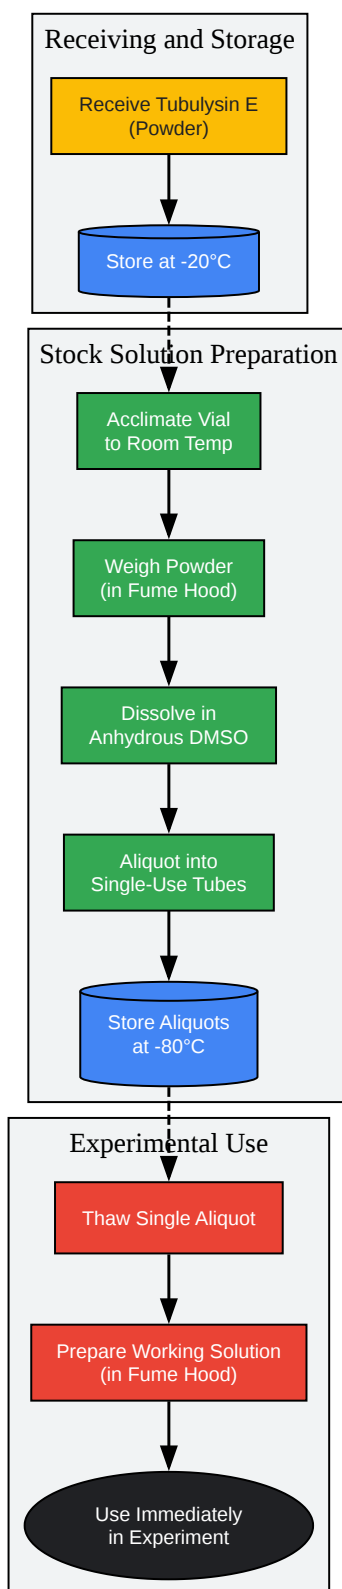 Receiving and Storage
Receive Tubulysin E
(Powder)
Store at -20°C
Stock Solution Preparation
Acclimate Vial
to Room Temp
Weigh Powder
(in Fume Hood)
Dissolve in
Anhydrous DMSO
Aliquot into
Single-Use Tubes
Store Aliquots
at -80°C
Experimental Use
Thaw Single Aliquot
Prepare Working Solution
(in Fume Hood)
Use Immediately
in Experiment